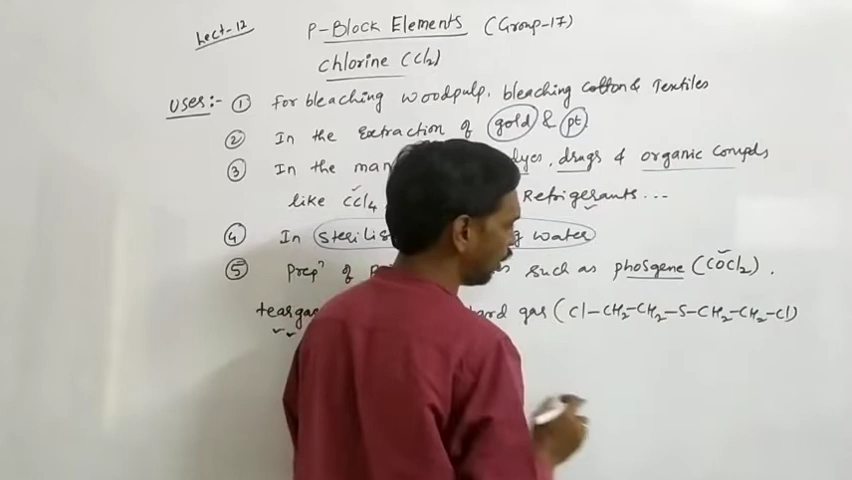 Lect-12
P-Block Elements (Group-17)
Chlorine (Cl2)
Uses:- ① For bleaching woodpulp, bleaching cotton & Textiles
② In the Extraction of gold & pt
③ In the man dyes, drugs & organic compds
like CCl4 Refrigerants...
④ In sterilis water
⑤ Prepn of such as phosgene (COCl2).
teargas gas (Cl-CH2-CH2-S-CH2-CH2-Cl)